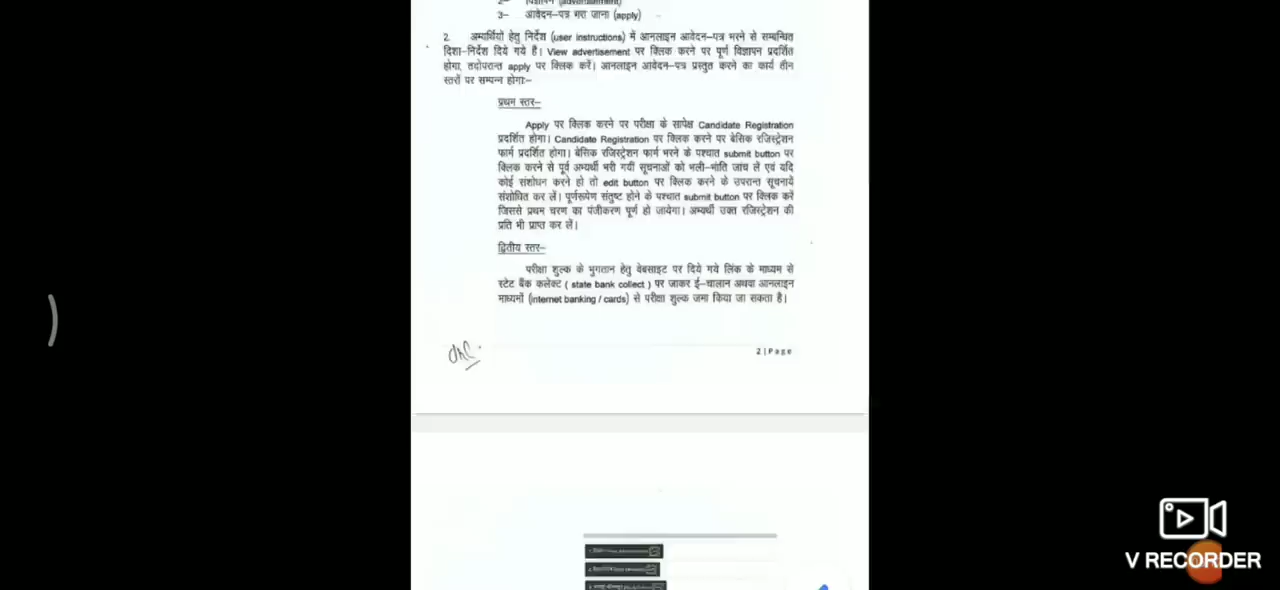 2– विज्ञापन (advertisement)
3– आवेदन–पत्र भरा जाना (apply)
2. अभ्यर्थियों हेतु निर्देश (user instructions) में आनलाइन आवेदन–पत्र भरने से सम्बन्धित
दिशा–निर्देश दिये गये है। View advertisement पर क्लिक करने पर पूर्ण विज्ञापन प्रदर्शित
होगा, तदोपरान्त apply पर क्लिक करें। आनलाइन आवेदन–पत्र प्रस्तुत करने का कार्य तीन
स्तरों पर सम्पन्न होगाः–
प्रथम स्तर–
Apply पर क्लिक करने पर परीक्षा के सापेक्ष Candidate Registration
प्रदर्शित होगा। Candidate Registration पर क्लिक करने पर बेसिक रजिस्ट्रेशन
फार्म प्रदर्शित होगा। बेसिक रजिस्ट्रेशन फार्म भरने के पश्चात submit button पर
क्लिक करने से पूर्व अभ्यर्थी भरी गयीं सूचनाओं को भली–भांति जांच लें एवं यदि
कोई संशोधन करने हो तो edit button पर क्लिक करने के उपरान्त सूचनायें
संशोधित कर लें। पूर्णरूपेण संतुष्ट होने के पश्चात submit button पर क्लिक करें
जिससे प्रथम चरण का पंजीकरण पूर्ण हो जायेगा। अभ्यर्थी उक्त रजिस्ट्रेशन की
प्रति भी प्राप्त कर लें।
द्वितीय स्तर–
परीक्षा शुल्क के भुगतान हेतु वेबसाइट पर दिये गये लिंक के माध्यम से
स्टेट बैंक कलेक्ट ( state bank collect ) पर जाकर ई–चालान अथवा आनलाइन
माध्यमों (internet banking / cards) से परीक्षा शुल्क जमा किया जा सकता है।
2 | Page
V RECORDER